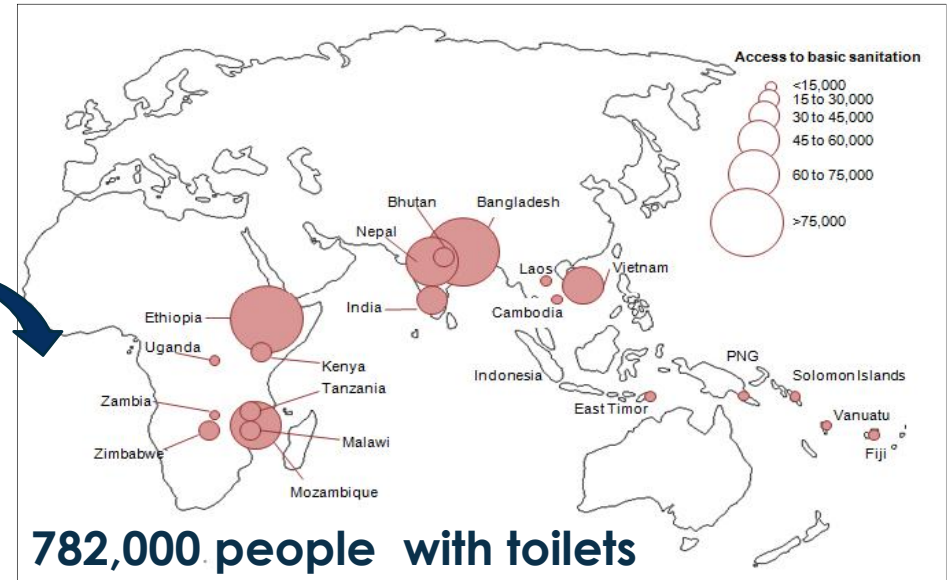 Access to basic sanitation
<15,000
15 to 30,000
30 to 45,000
45 to 60,000
60 to 75,000
>75,000
Bhutan
Bangladesh
Nepal
Laos
Vietnam
India
Cambodia
Ethiopia
Uganda
Kenya
PNG
Indonesia
Solomon Islands
Tanzania
Zambia
East Timor
Vanuatu
Malawi
Zimbabwe
Fiji
Mozambique
782,000 people with toilets